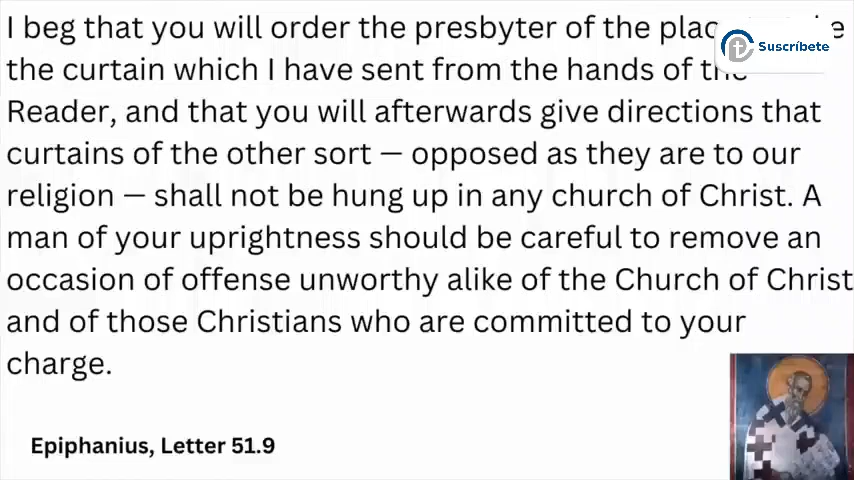 I beg that you will order the presbyter of the
Suscríbete
the curtain which I have sent from the hands of
Reader, and that you will afterwards give directions that
curtains of the other sort — opposed as they are to our
religion — shall not be hung up in any church of Christ. A
man of your uprightness should be careful to remove an
occasion of offense unworthy alike of the Church of Christ
and of those Christians who are committed to your
charge.
Epiphanius, Letter 51.9